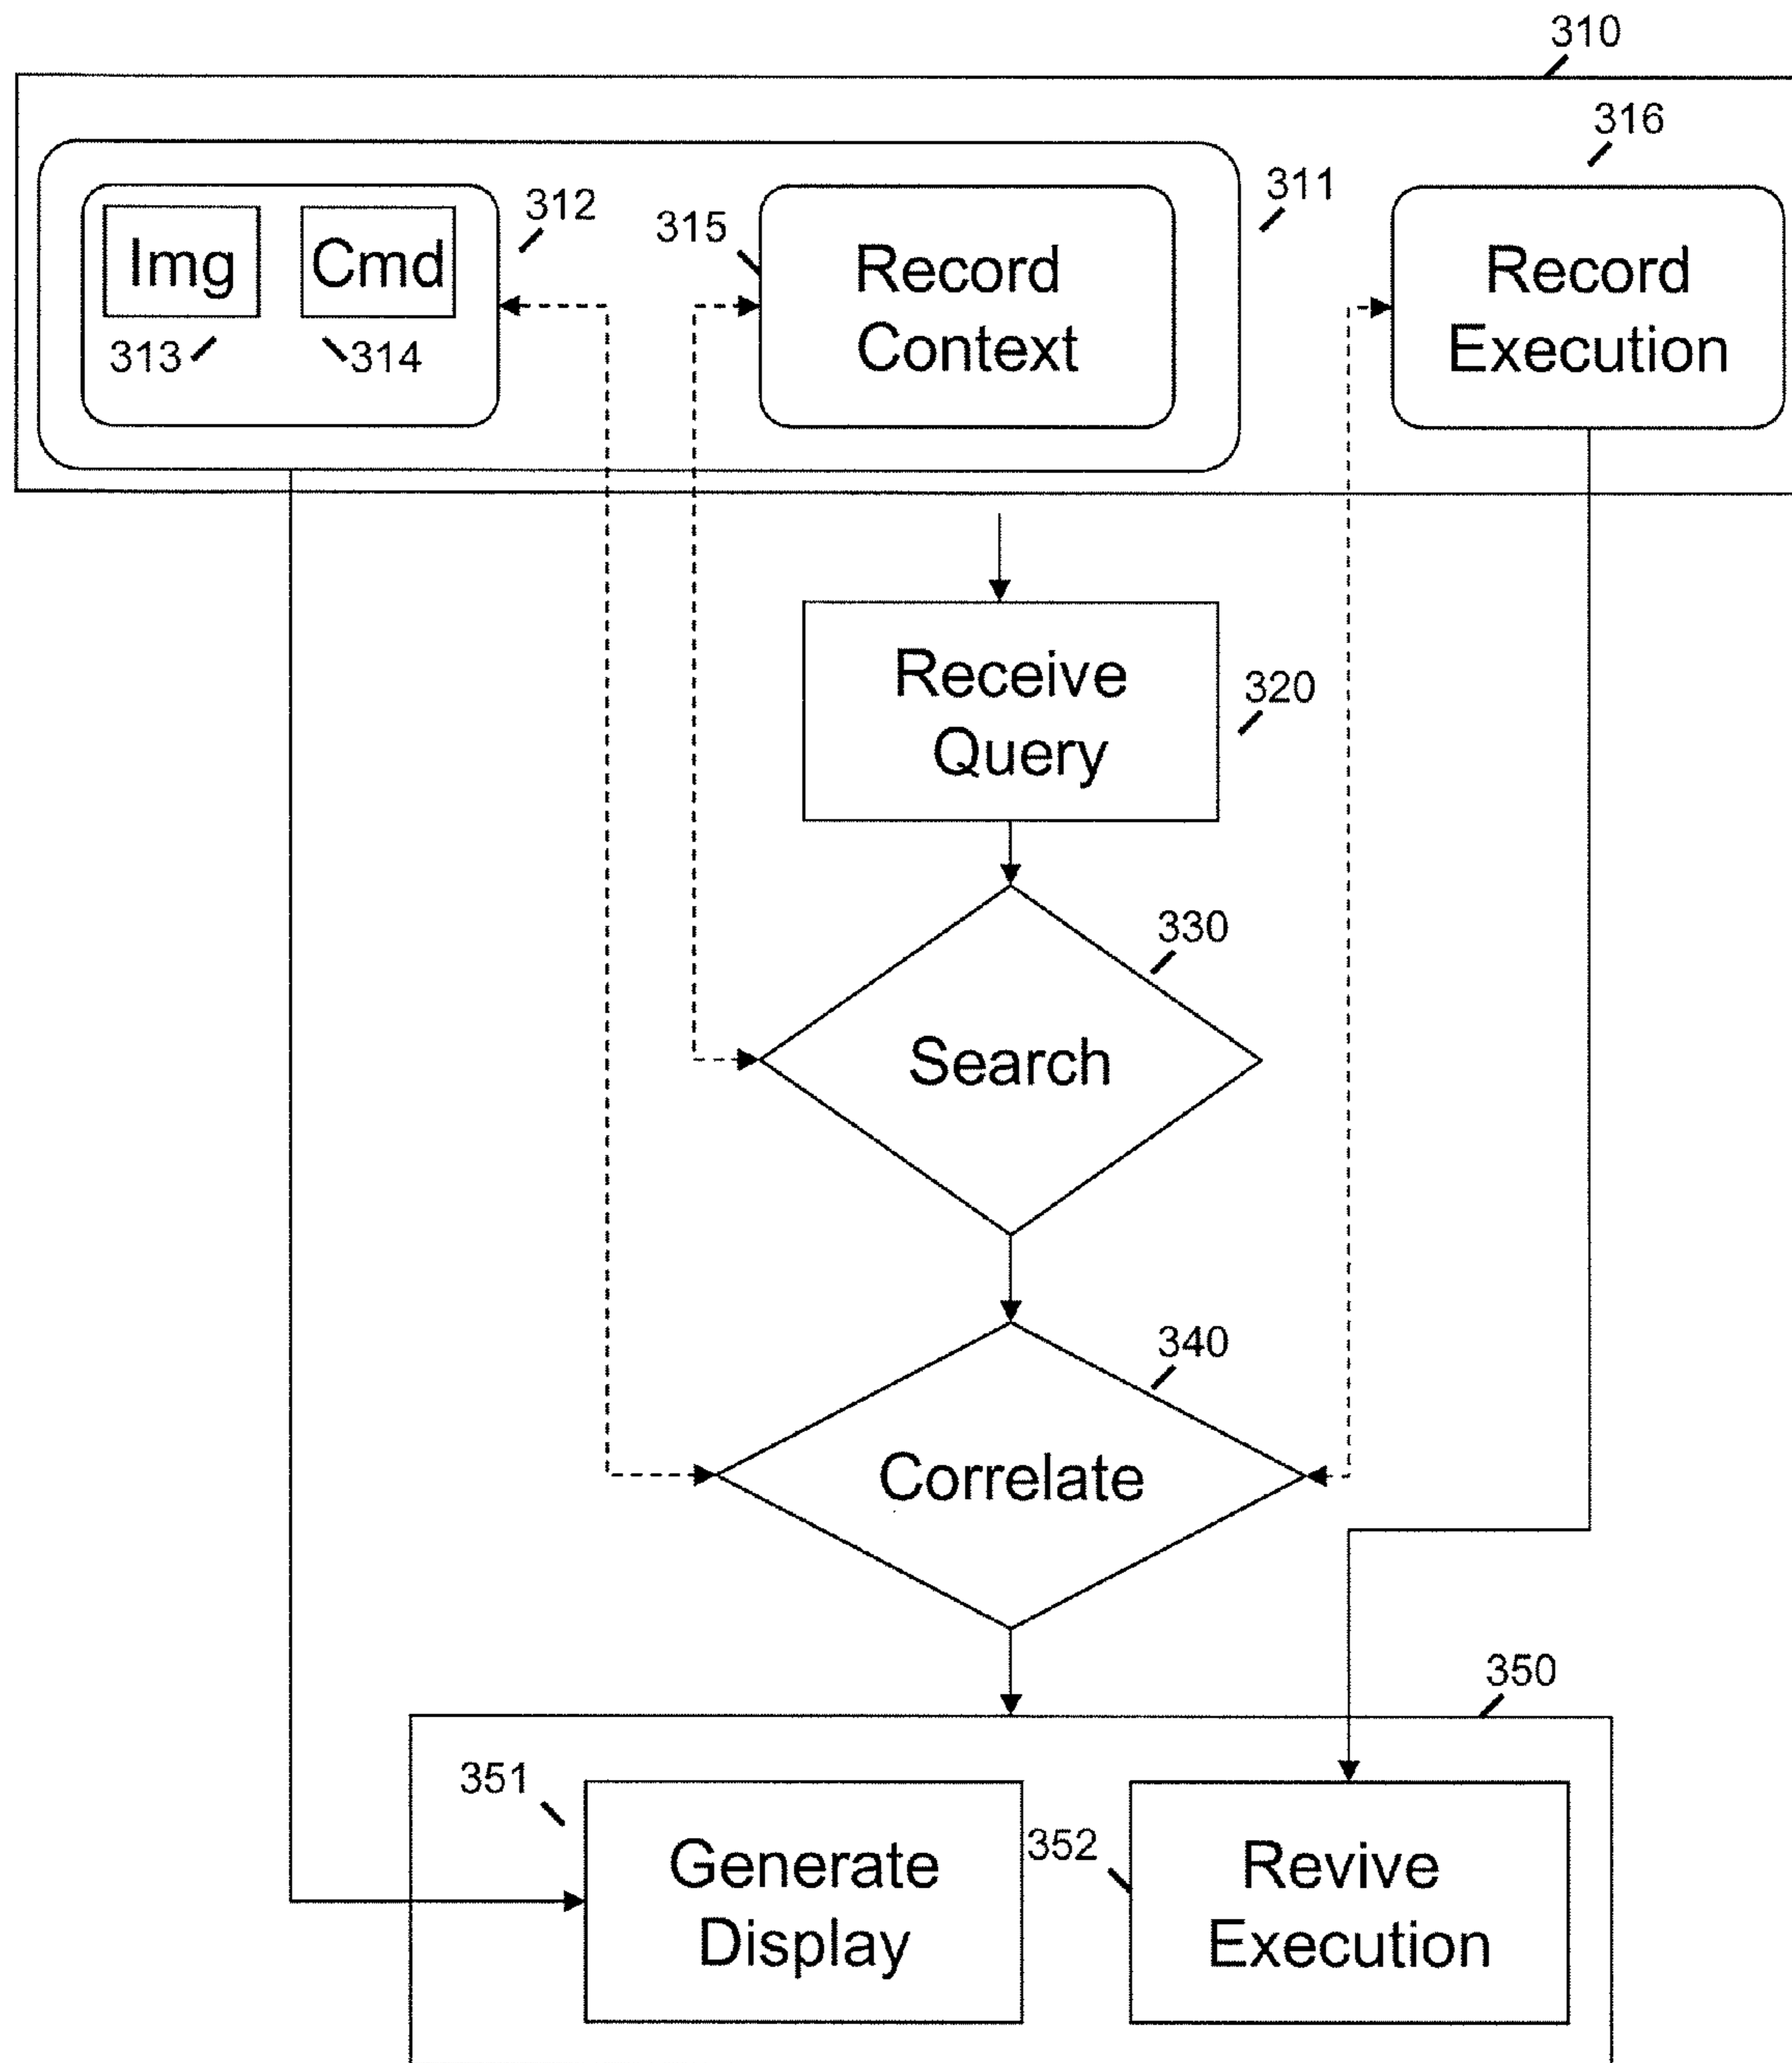 310
316
311
312
315
Img
Cmd
Record
Context
Record
Execution
313
314
Receive
Query
320
330
Search
340
Correlate
350
351
Generate
Display
352
Revive
Execution